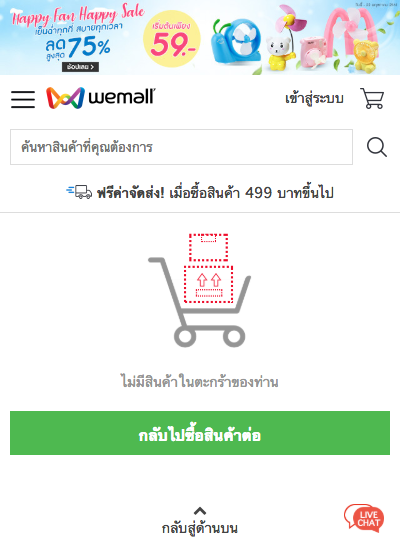 Happy Fan Happy Sale
เย็นฉ่ำทุกที่ สบายทุกเวลา
ลด
สูงสุด 75%
ช้อปเลย >
เริ่มต้นเพียง
59.-
wemall
เข้าสู่ระบบ
ค้นหาสินค้าที่คุณต้องการ
ฟรีค่าจัดส่ง! เมื่อซื้อสินค้า 499 บาทขึ้นไป
ไม่มีสินค้าในตะกร้าของท่าน
กลับไปซื้อสินค้าต่อ
กลับสู่ด้านบน
LIVE
CHAT